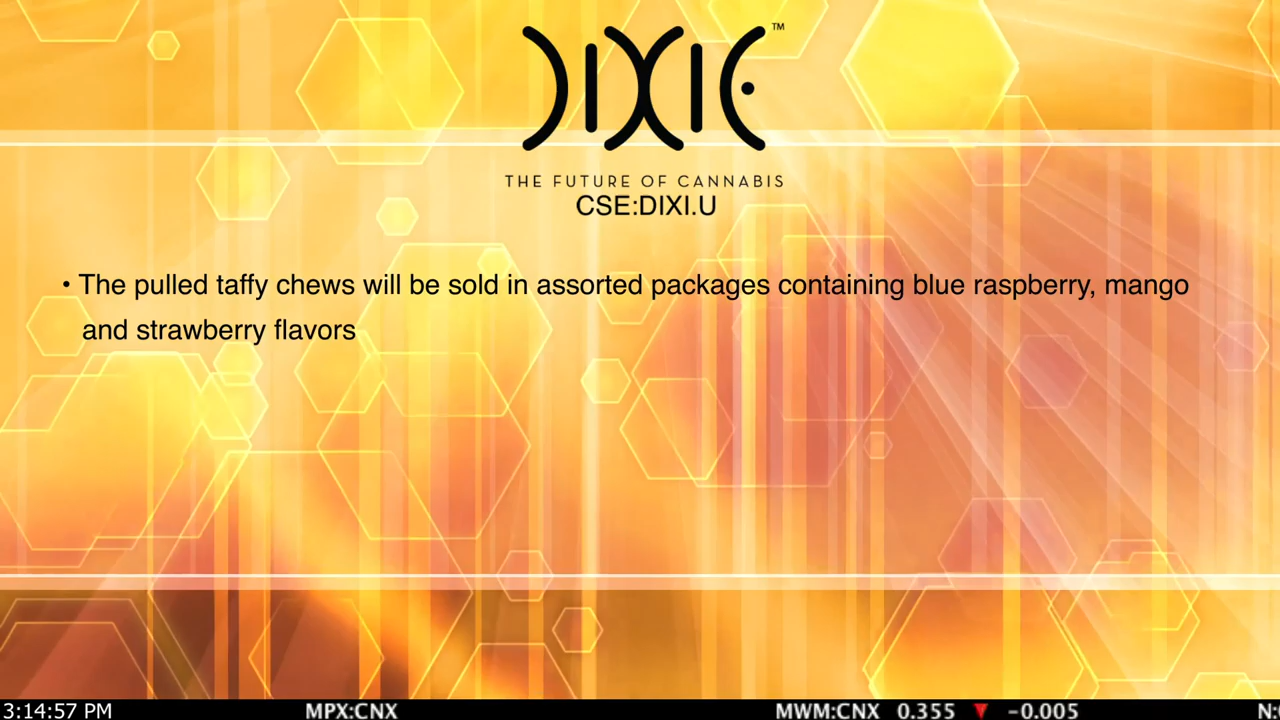 DIXIE™
THE FUTURE OF CANNABIS
CSE:DIXI.U
• The pulled taffy chews will be sold in assorted packages containing blue raspberry, mango
and strawberry flavors
3:14:57 PM MPX:CNX MWM:CNX 0.355 ▼ -0.005